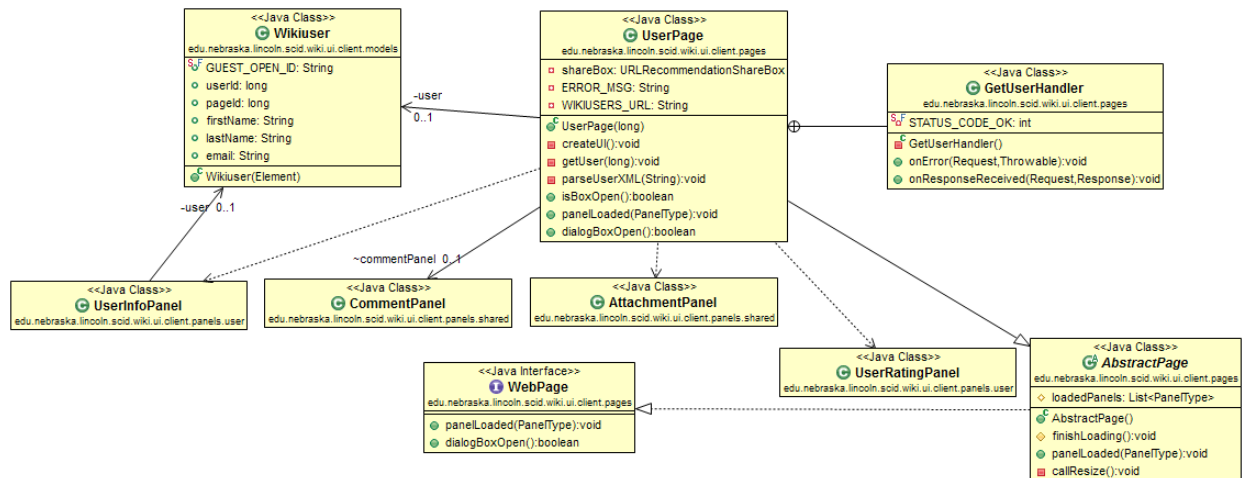 <<Java Class>>
C Wikiuser
edu.nebraska.lincoln.scid.wiki.ui.client.models
S F GUEST_OPEN_ID: String
userId: long
pageId: long
firstName: String
lastName: String
email: String
C Wikiuser(Element)
<<Java Class>>
C UserPage
edu.nebraska.lincoln.scid.wiki.ui.client.pages
shareBox: URLRecommendationShareBox
ERROR_MSG: String
WIKIUSERS_URL: String
C UserPage(long)
createUI():void
getUser(long):void
parseUserXML(String):void
isBoxOpen():boolean
panelLoaded(PanelType):void
dialogBoxOpen():boolean
<<Java Class>>
C GetUserHandler
edu.nebraska.lincoln.scid.wiki.ui.client.pages
S F STATUS_CODE_OK: int
C GetUserHandler()
onError(Request,Throwable):void
onResponseReceived(Request,Response):void
-user
0..1
-user 0..1
~commentPanel 0..1
<<Java Class>>
C UserInfoPanel
edu.nebraska.lincoln.scid.wiki.ui.client.panels.user
<<Java Class>>
C CommentPanel
edu.nebraska.lincoln.scid.wiki.ui.client.panels.shared
<<Java Class>>
C AttachmentPanel
edu.nebraska.lincoln.scid.wiki.ui.client.panels.shared
<<Java Class>>
C UserRatingPanel
edu.nebraska.lincoln.scid.wiki.ui.client.panels.user
<<Java Interface>>
I WebPage
edu.nebraska.lincoln.scid.wiki.ui.client.pages
panelLoaded(PanelType):void
dialogBoxOpen():boolean
<<Java Class>>
C A AbstractPage
edu.nebraska.lincoln.scid.wiki.ui.client.pages
loadedPanels: List<PanelType>
C AbstractPage()
finishLoading():void
panelLoaded(PanelType):void
callResize():void